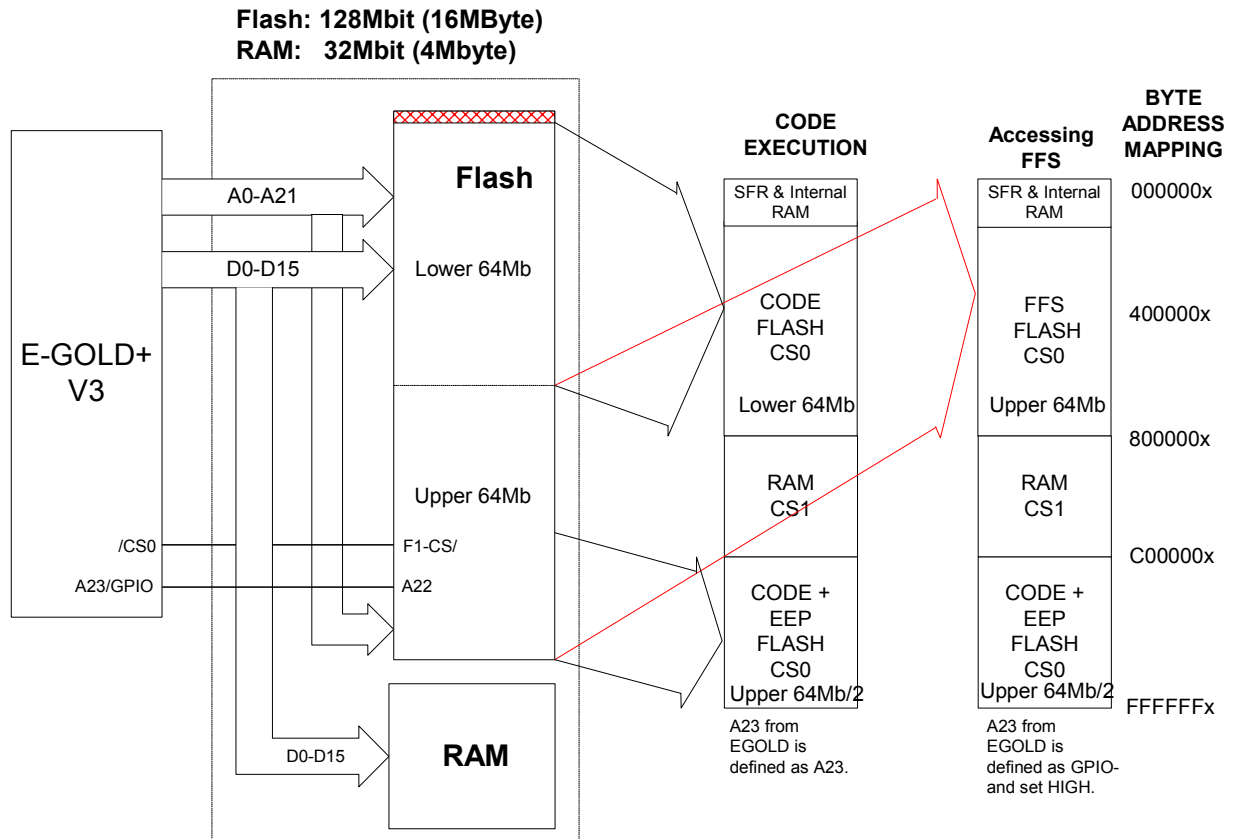 Flash: 128Mbit (16MByte)
RAM: 32Mbit (4Mbyte)
E-GOLD+
V3
A0-A21
D0-D15
/CS0
A23/GPIO
Flash
Lower 64Mb
Upper 64Mb
F1-CS/
A22
D0-D15
RAM
CODE
EXECUTION
SFR & Internal
RAM
CODE
FLASH
CS0
Lower 64Mb
RAM
CS1
CODE +
EEP
FLASH
CS0
Upper 64Mb/2
A23 from
EGOLD is
defined as A23.
Accessing
FFS
SFR & Internal
RAM
FFS
FLASH
CS0
Upper 64Mb
RAM
CS1
CODE +
EEP
FLASH
CS0
Upper 64Mb/2
A23 from
EGOLD is
defined as GPIO-
and set HIGH.
BYTE
ADDRESS
MAPPING
000000x
400000x
800000x
C00000x
FFFFFFx